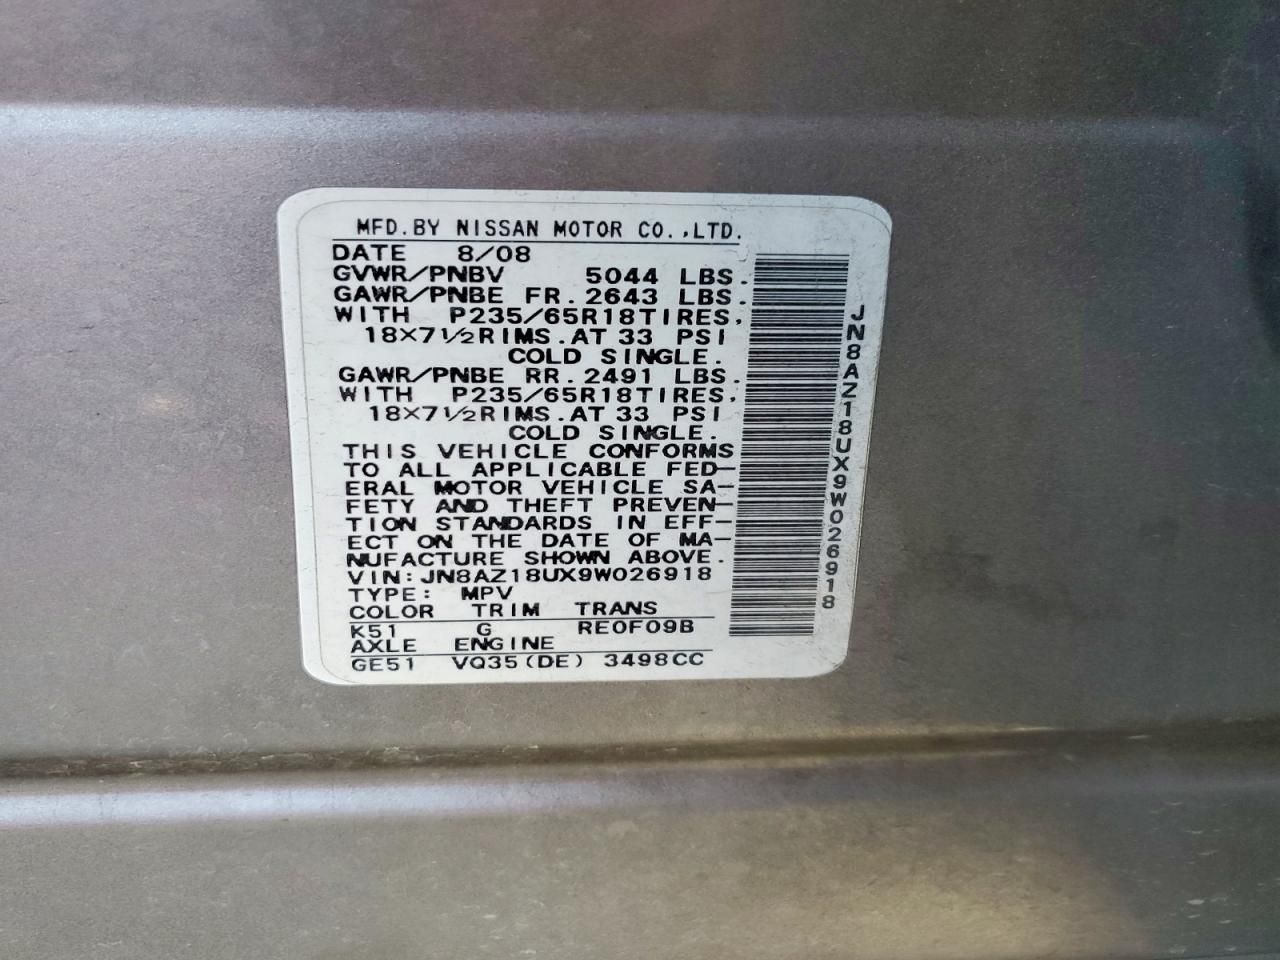 MFD.BY NISSAN MOTOR CO.,LTD.
DATE 8/08
GVWR/PNBV 5044 LBS.
GAWR/PNBE FR.2643 LBS.
WITH P235/65R18TIRES,
18×7½RIMS.AT 33 PSI
COLD SINGLE.
GAWR/PNBE RR.2491 LBS.
WITH P235/65R18TIRES,
18×7½RIMS.AT 33 PSI
COLD SINGLE.
THIS VEHICLE CONFORMS
TO ALL APPLICABLE FED-
ERAL MOTOR VEHICLE SA-
FETY AND THEFT PREVEN-
TION STANDARDS IN EFF-
ECT ON THE DATE OF MA-
NUFACTURE SHOWN ABOVE.
VIN:JN8AZ18UX9W026918
TYPE: MPV
COLOR TRIM TRANS
K51 G RE0F09B
AXLE ENGINE
GE51 VQ35(DE) 3498CC
JN8AZ18UX9W026918